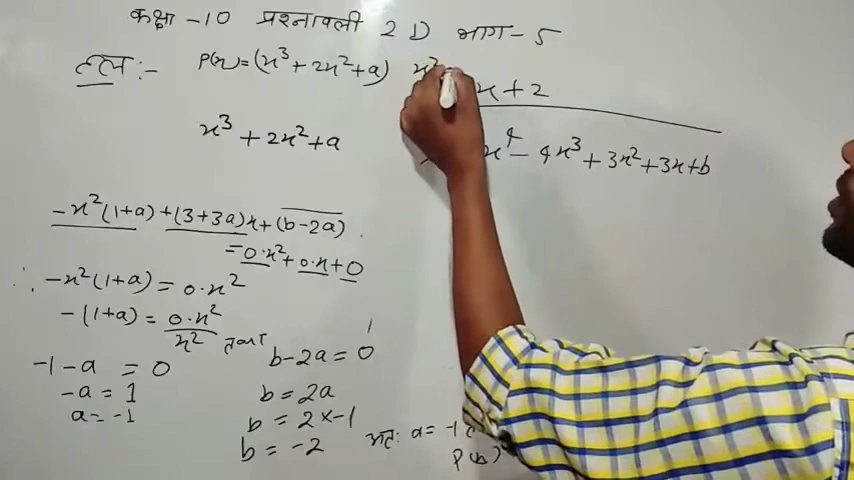 कक्षा -10 प्रश्नावली 2 D भाग - 5
हल :- P(x) = (x³ + 2x² + a)
x³ + 2x² + a
x²
x + 2
x⁴ - 4x³ + 3x² + 3x + b
-x²(1+a) + (3+3a)x + (b-2a)
= 0·x² + 0·x + 0
∴ -x²(1+a) = 0·x²
-(1+a) = 0·x²/x² तथा
-1 - a = 0
-a = 1
a = -1
b - 2a = 0
b = 2a
b = 2x-1
b = -2
अतः a = -1
P(x)